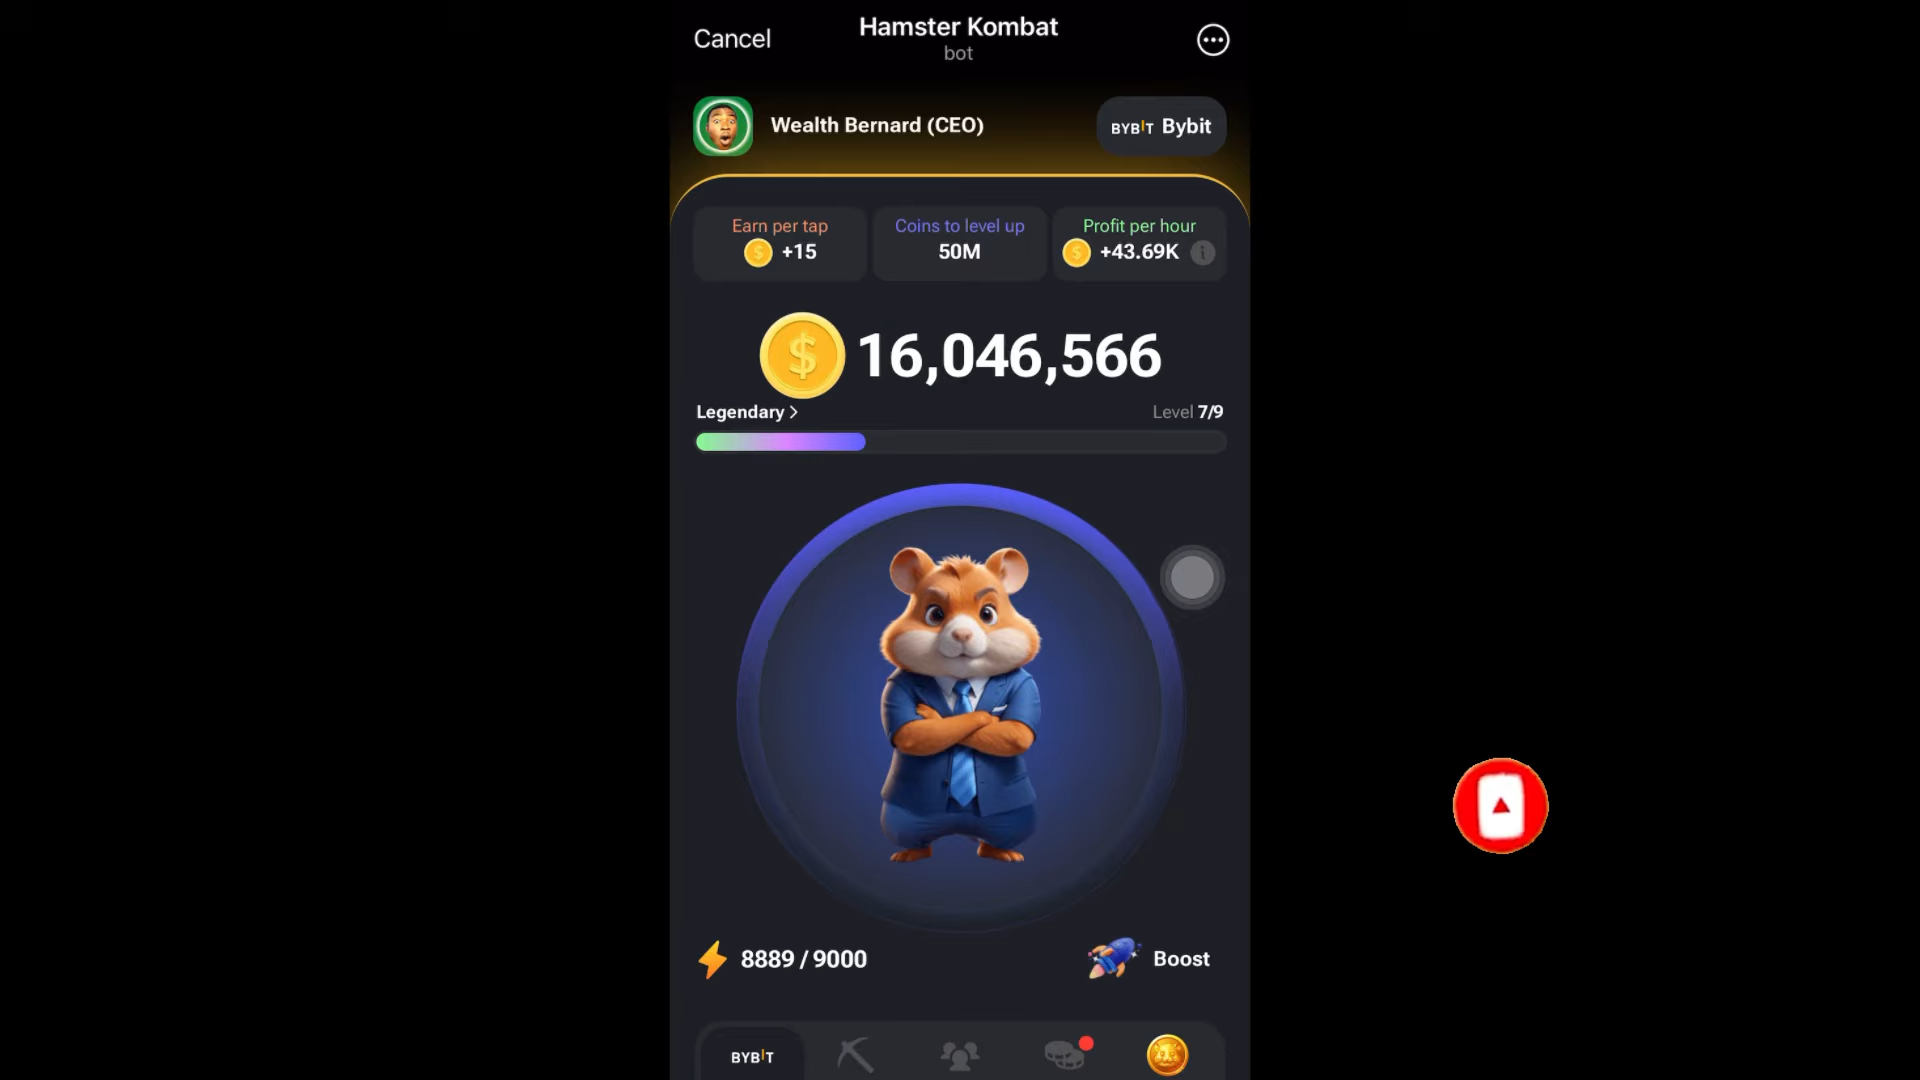 Cancel
Hamster Kombat
bot
Wealth Bernard (CEO)
BYBIT Bybit
Earn per tap
$ +15
Coins to level up
50M
Profit per hour
$ +43.69K i
$ 16,046,566
Legendary >
Level 7/9
8889 / 9000
Boost
BYBIT